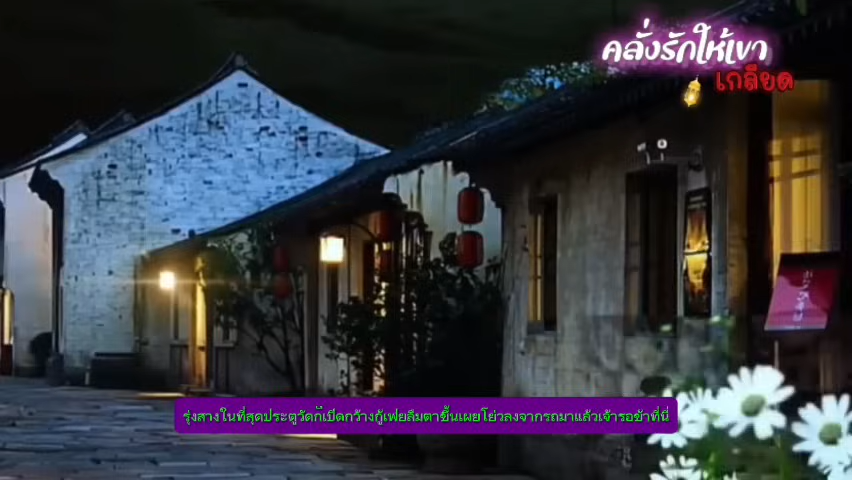 คลั่งรักให้เขา
เกลียด
รุ่งสางในที่สุดประตูวัดก็เปิดกว้างกู้เฟยลืมตาขึ้นเผยโย่วลงจากรถมาแล้วเจ้ารอข้าที่นี่